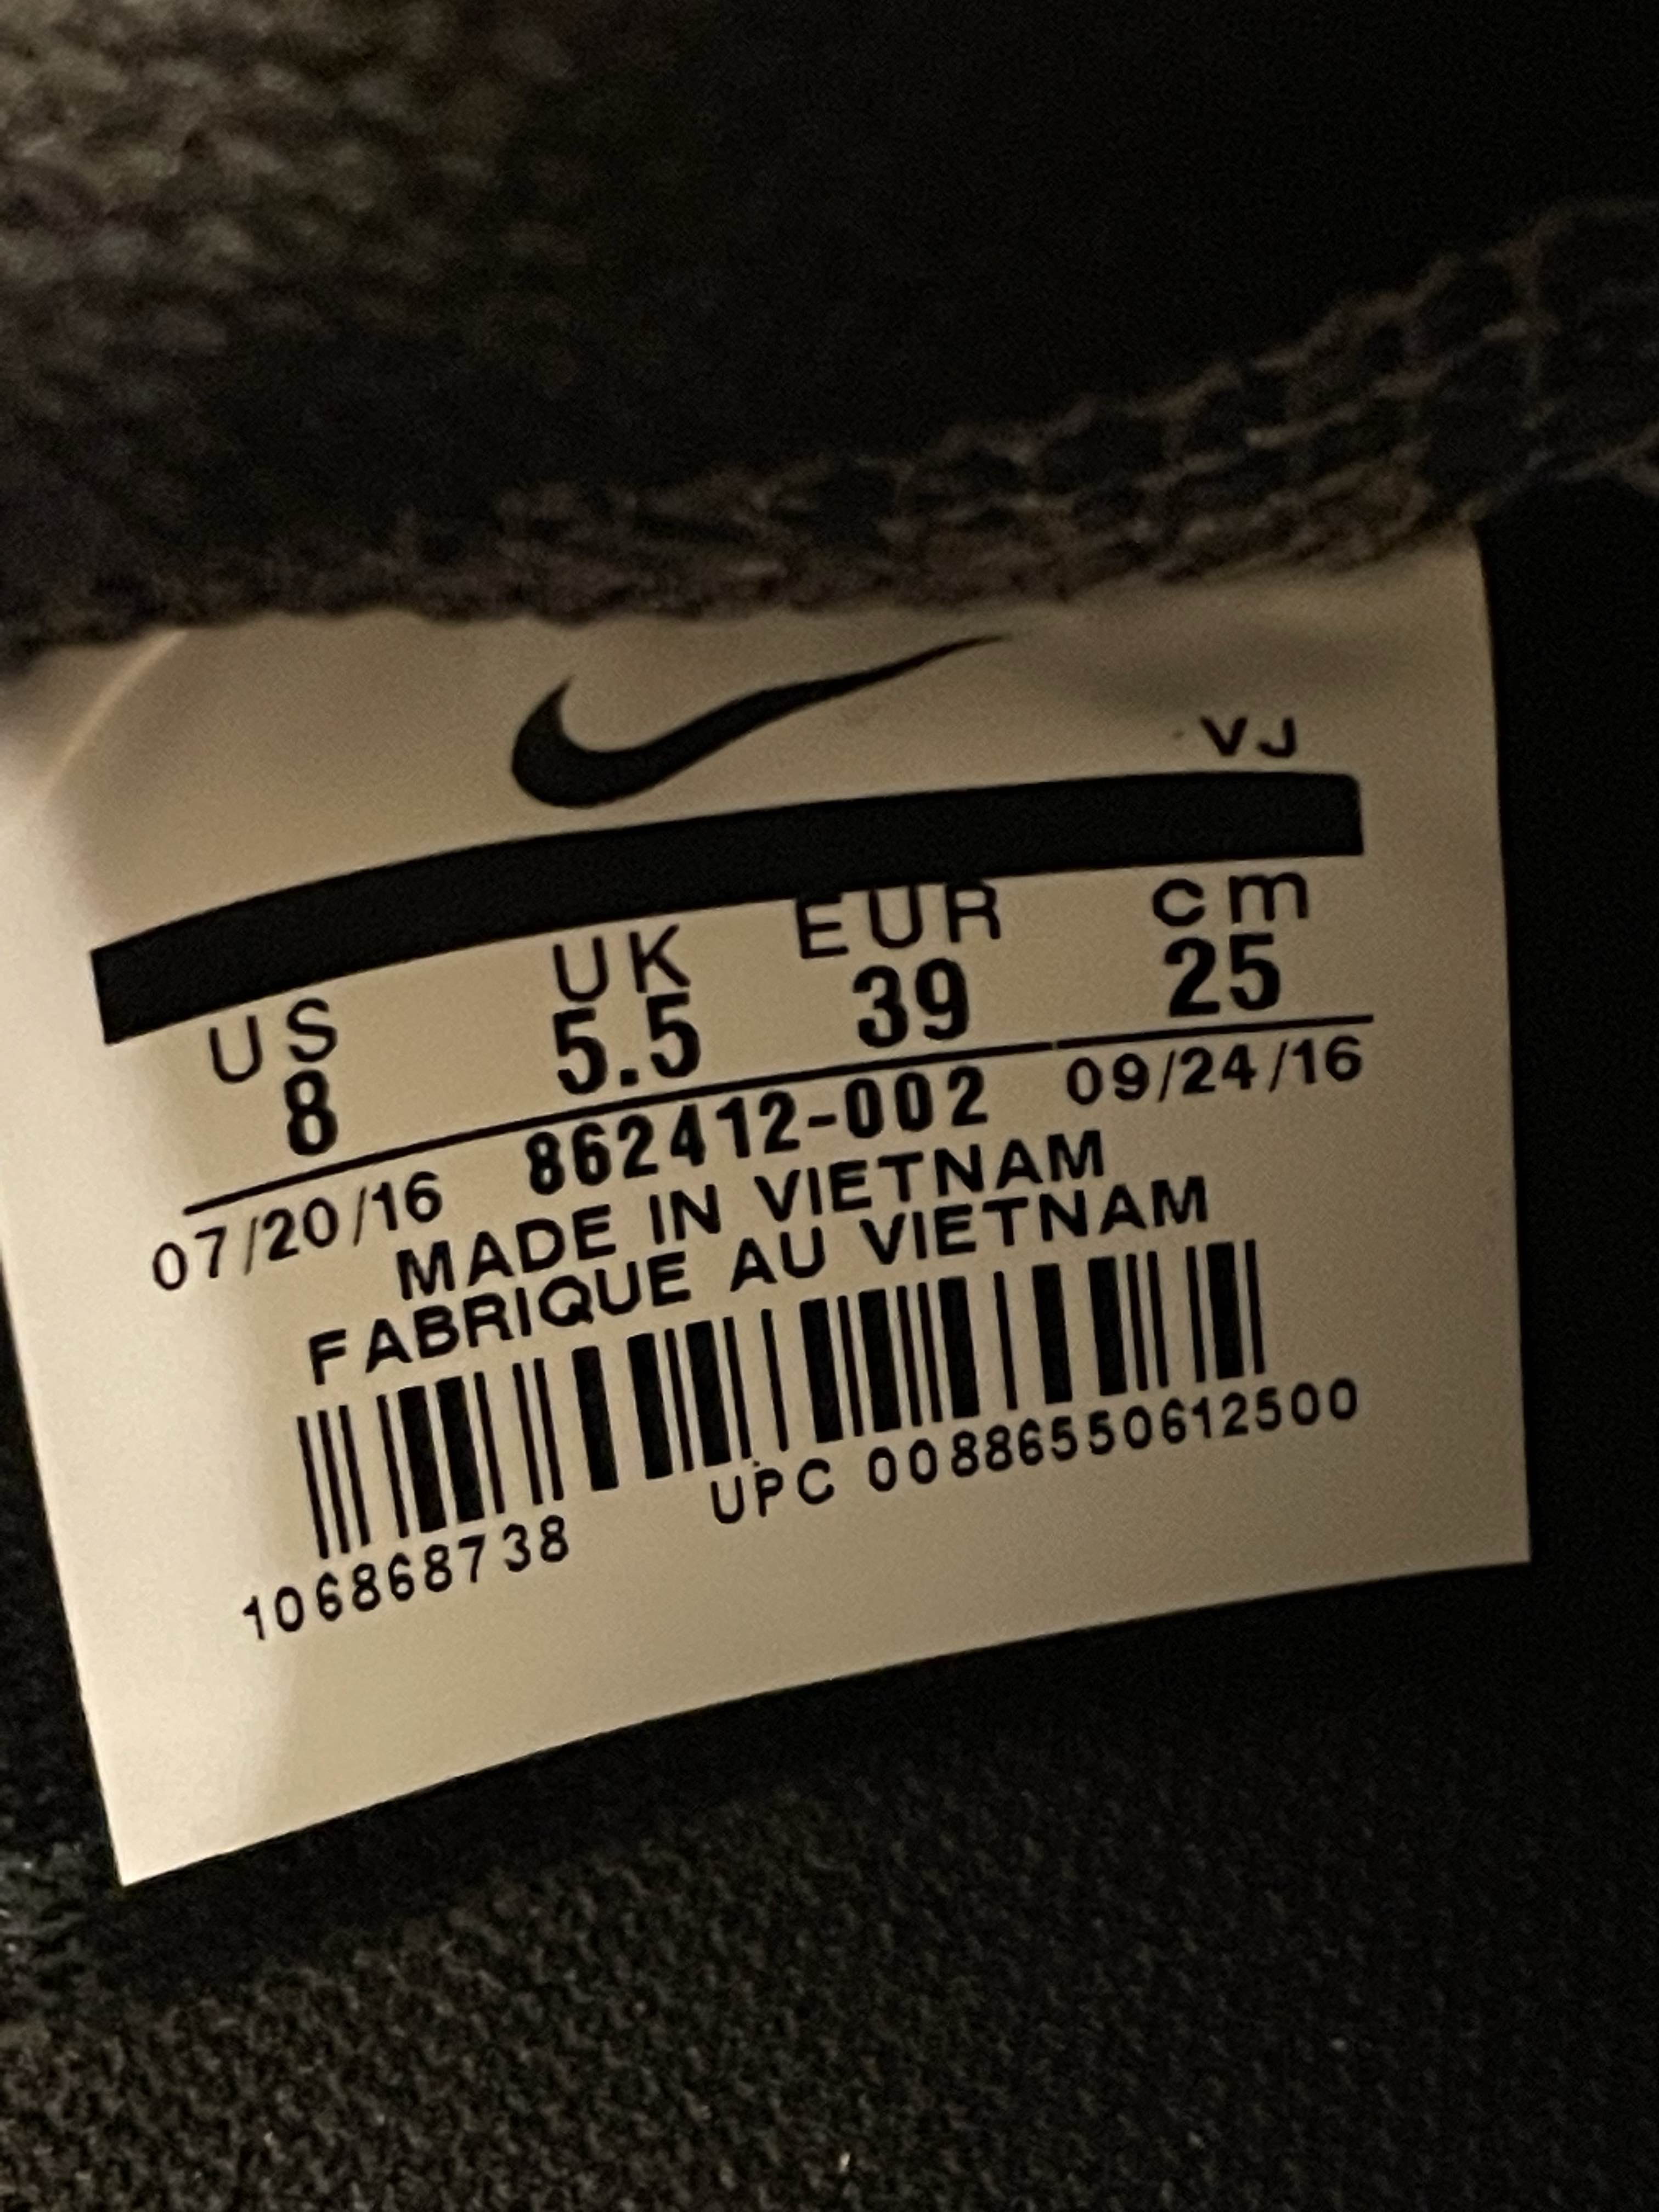 VJ
US UK EUR cm
8 5.5 39 25
07/20/16 862412-002 09/24/16
MADE IN VIETNAM
FABRIQUE AU VIETNAM
106868738 UPC 00886550612500